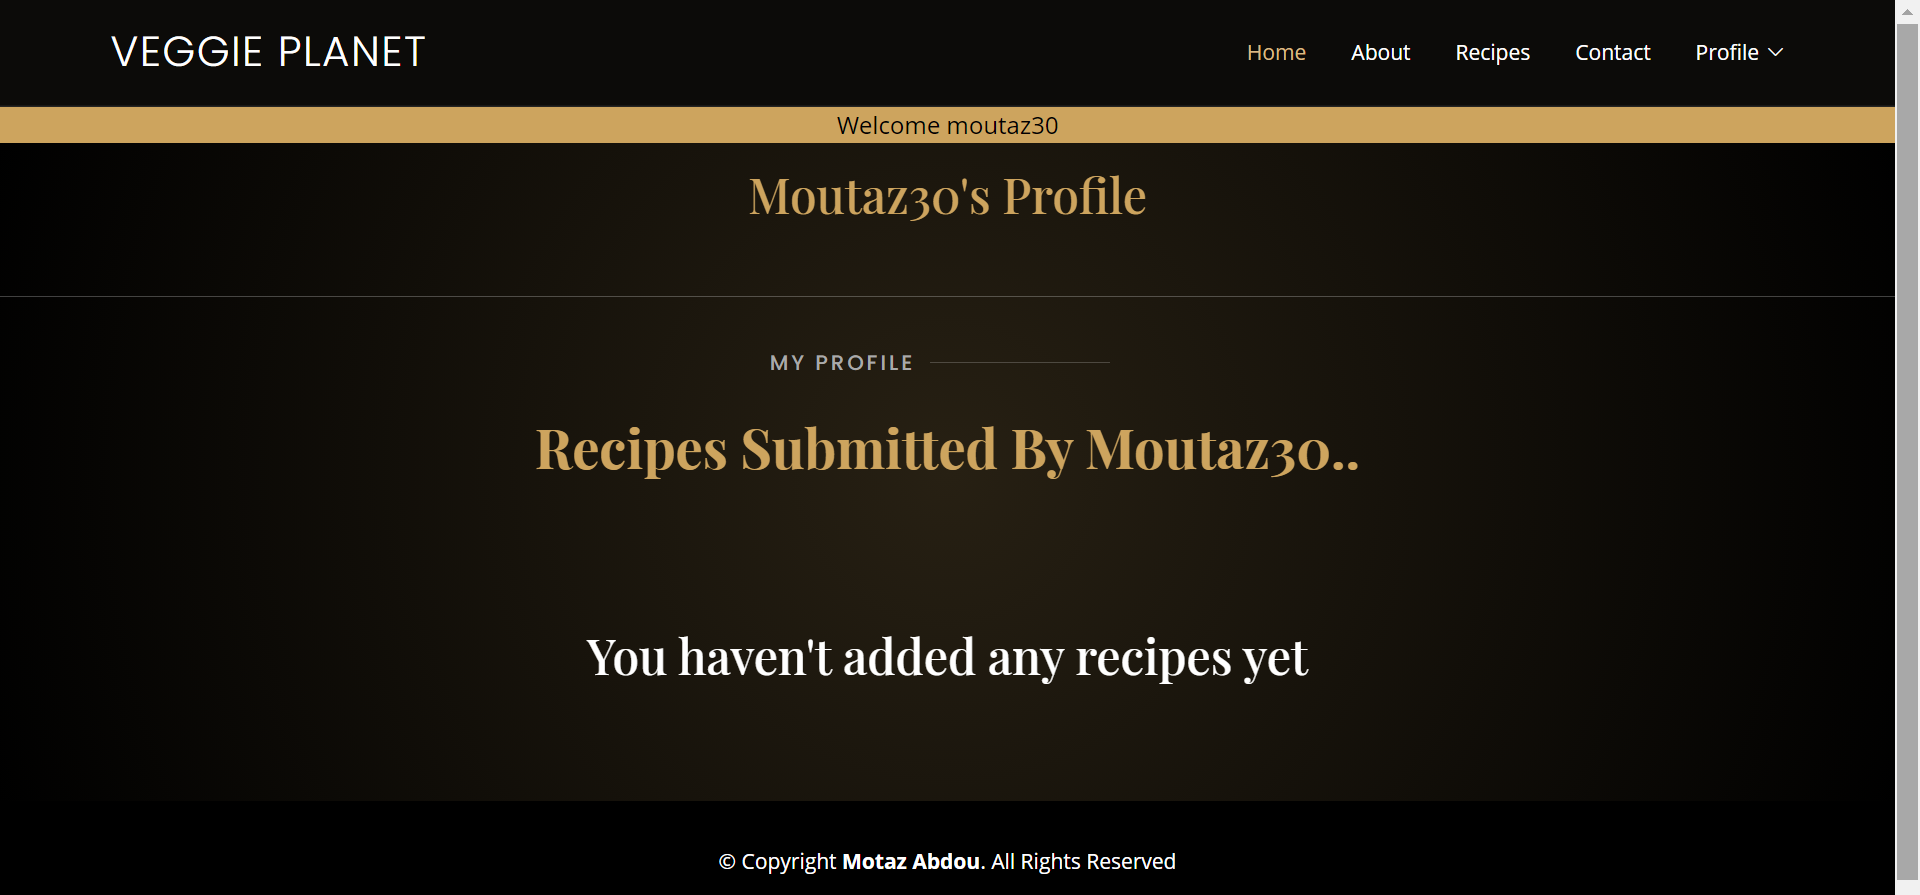 VEGGIE PLANET
Home About Recipes Contact Profile
Welcome moutaz30
Moutaz30's Profile
MY PROFILE
Recipes Submitted By Moutaz30..
You haven't added any recipes yet
© Copyright Motaz Abdou. All Rights Reserved